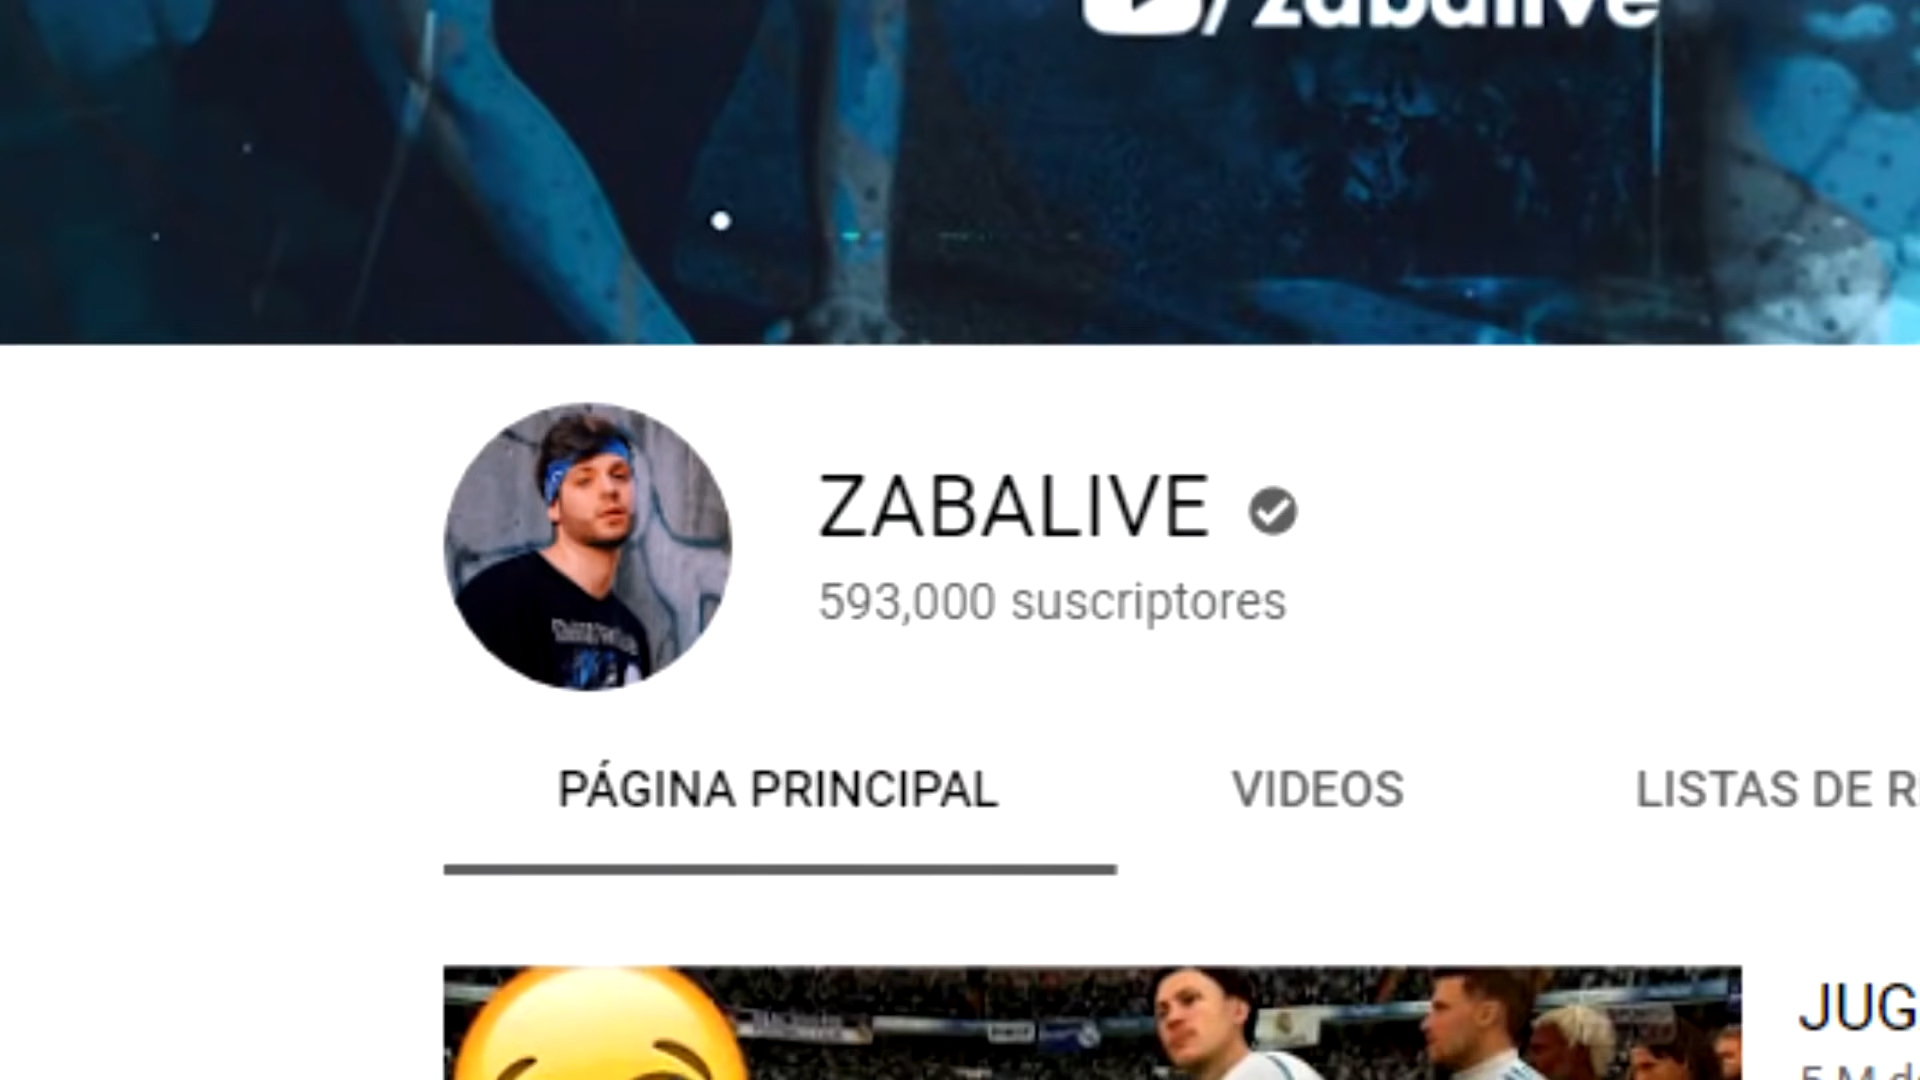 /zabalive
ZABALIVE
593,000 suscriptores
PÁGINA PRINCIPAL
VIDEOS
LISTAS DE
JUG